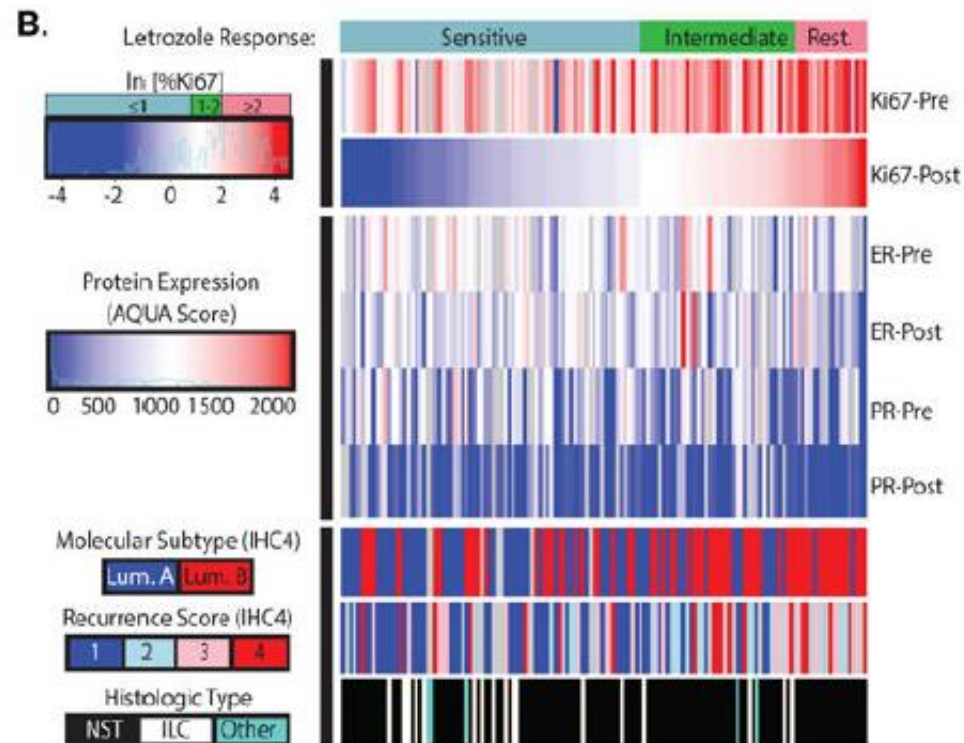 B.
Letrozole Response: Sensitive Intermediate Rest.
ln [%Ki67]
≤1 1-2 >2
-4 -2 0 2 4
Ki67-Pre
Ki67-Post
Protein Expression
(AQUA Score)
0 500 1000 1500 2000
ER-Pre
ER-Post
PR-Pre
PR-Post
Molecular Subtype (IHC4)
Lum. A Lum. B
Recurrence Score (IHC4)
1 2 3 4
Histologic Type
NST ILC Other